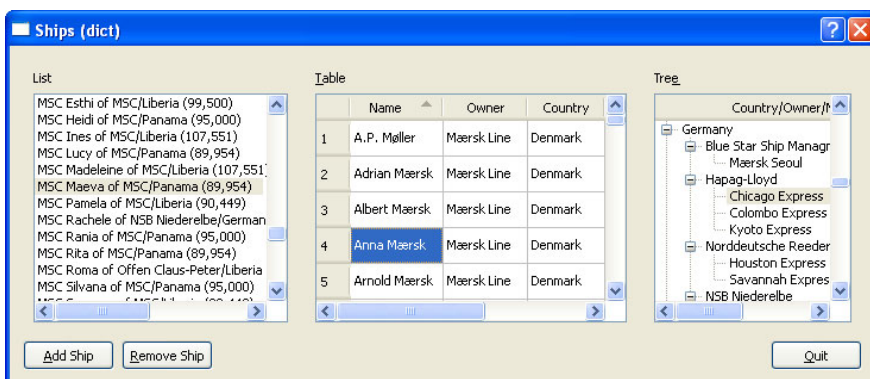 Ships (dict)
List
MSC Esthi of MSC/Liberia (99,500)
MSC Heidi of MSC/Panama (95,000)
MSC Ines of MSC/Liberia (107,551)
MSC Lucy of MSC/Panama (89,954)
MSC Madeleine of MSC/Liberia (107,551)
MSC Maeva of MSC/Panama (89,954)
MSC Pamela of MSC/Liberia (90,449)
MSC Rachele of NSB Niederelbe/German
MSC Rania of MSC/Panama (95,000)
MSC Rita of MSC/Panama (89,954)
MSC Roma of Offen Claus-Peter/Liberia
MSC Silvana of MSC/Panama (95,000)
Table
Name Owner Country
1 A.P. Møller Mærsk Line Denmark
2 Adrian Mærsk Mærsk Line Denmark
3 Albert Mærsk Mærsk Line Denmark
4 Anna Mærsk Mærsk Line Denmark
5 Arnold Mærsk Mærsk Line Denmark
Tree
Country/Owner/
Germany
Blue Star Ship Managr
Mærsk Seoul
Hapag-Lloyd
Chicago Express
Colombo Express
Kyoto Express
Norddeutsche Reeder
Houston Express
Savannah Expres
NSB Niederelbe
Add Ship Remove Ship Quit